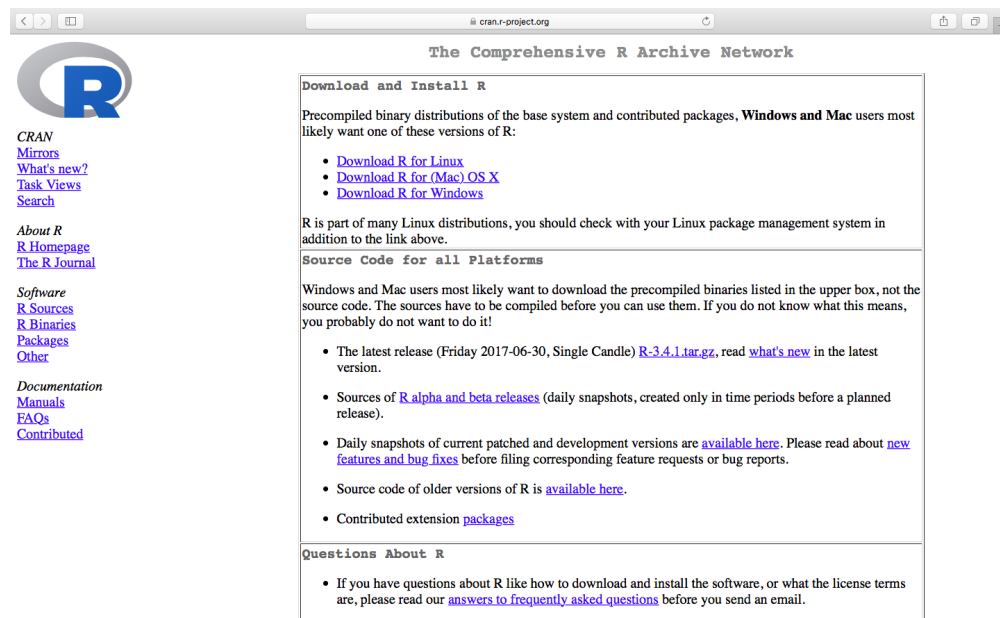 cran.r-project.org
The Comprehensive R Archive Network
R
CRAN
Mirrors
What's new?
Task Views
Search
About R
R Homepage
The R Journal
Software
R Sources
R Binaries
Packages
Other
Documentation
Manuals
FAQs
Contributed
Download and Install R
Precompiled binary distributions of the base system and contributed packages, Windows and Mac users most
likely want one of these versions of R:
• Download R for Linux
• Download R for (Mac) OS X
• Download R for Windows
R is part of many Linux distributions, you should check with your Linux package management system in
addition to the link above.
Source Code for all Platforms
Windows and Mac users most likely want to download the precompiled binaries listed in the upper box, not the
source code. The sources have to be compiled before you can use them. If you do not know what this means,
you probably do not want to do it!
• The latest release (Friday 2017-06-30, Single Candle) R-3.4.1.tar.gz, read what's new in the latest
version.
• Sources of R alpha and beta releases (daily snapshots, created only in time periods before a planned
release).
• Daily snapshots of current patched and development versions are available here. Please read about new
features and bug fixes before filing corresponding feature requests or bug reports.
• Source code of older versions of R is available here.
• Contributed extension packages
Questions About R
• If you have questions about R like how to download and install the software, or what the license terms
are, please read our answers to frequently asked questions before you send an email.